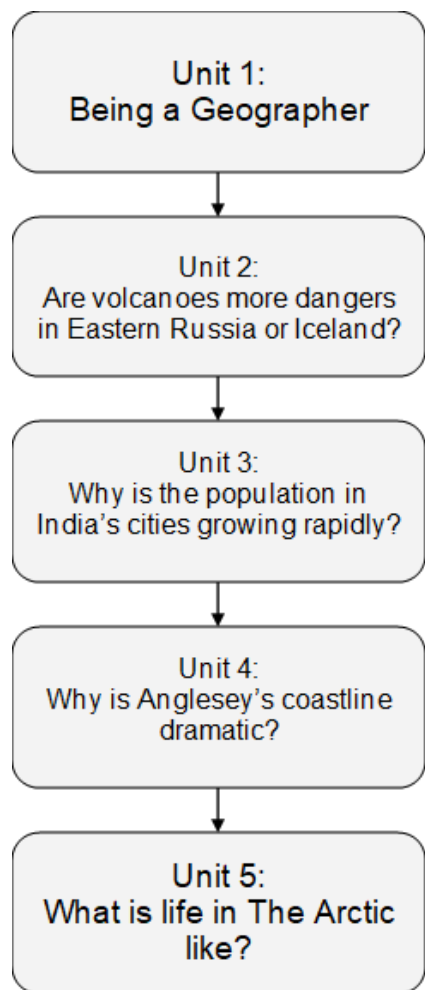 Unit 1:
Being a Geographer
Unit 2:
Are volcanoes more dangers
in Eastern Russia or Iceland?
Unit 3:
Why is the population in
India's cities growing rapidly?
Unit 4:
Why is Anglesey's coastline
dramatic?
Unit 5:
What is life in The Arctic
like?